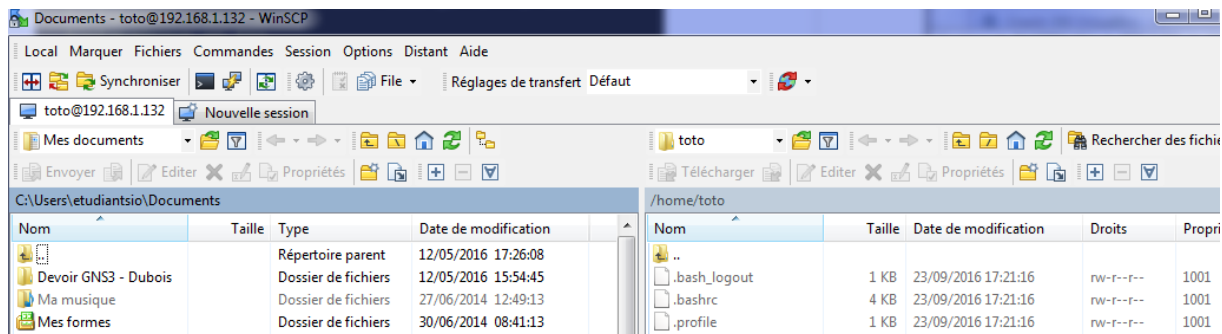 Documents - toto@192.168.1.132 - WinSCP
Local Marquer Fichiers Commandes Session Options Distant Aide
Synchroniser File Réglages de transfert Défaut
toto@192.168.1.132 Nouvelle session
Mes documents toto Rechercher des fichie
Envoyer Editer Propriétés Télécharger Editer Propriétés
C:\Users\etudiantsio\Documents /home/toto
Nom Taille Type Date de modification Nom Taille Date de modification Droits Propri
.. Répertoire parent 12/05/2016 17:26:08 ..
Devoir GNS3 - Dubois Dossier de fichiers 12/05/2016 15:54:45 .bash_logout 1 KB 23/09/2016 17:21:16 rw-r--r-- 1001
Ma musique Dossier de fichiers 27/06/2014 12:49:13 .bashrc 4 KB 23/09/2016 17:21:16 rw-r--r-- 1001
Mes formes Dossier de fichiers 30/06/2014 08:41:13 .profile 1 KB 23/09/2016 17:21:16 rw-r--r-- 1001